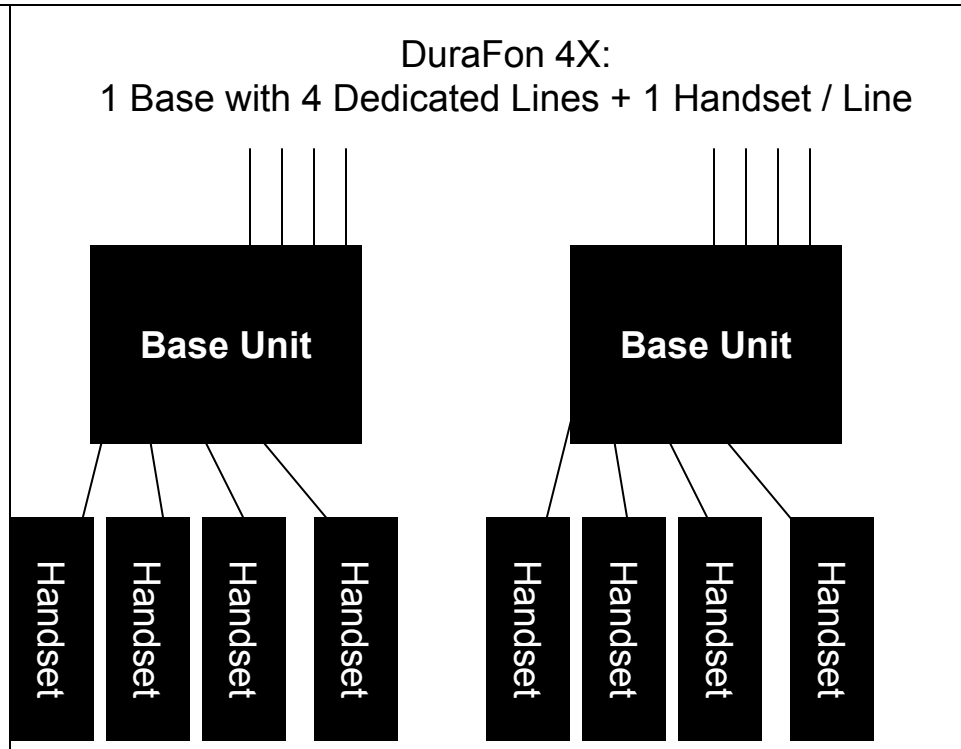 DuraFon 4X:
1 Base with 4 Dedicated Lines + 1 Handset / Line
Base Unit
Base Unit
Handset
Handset
Handset
Handset
Handset
Handset
Handset
Handset